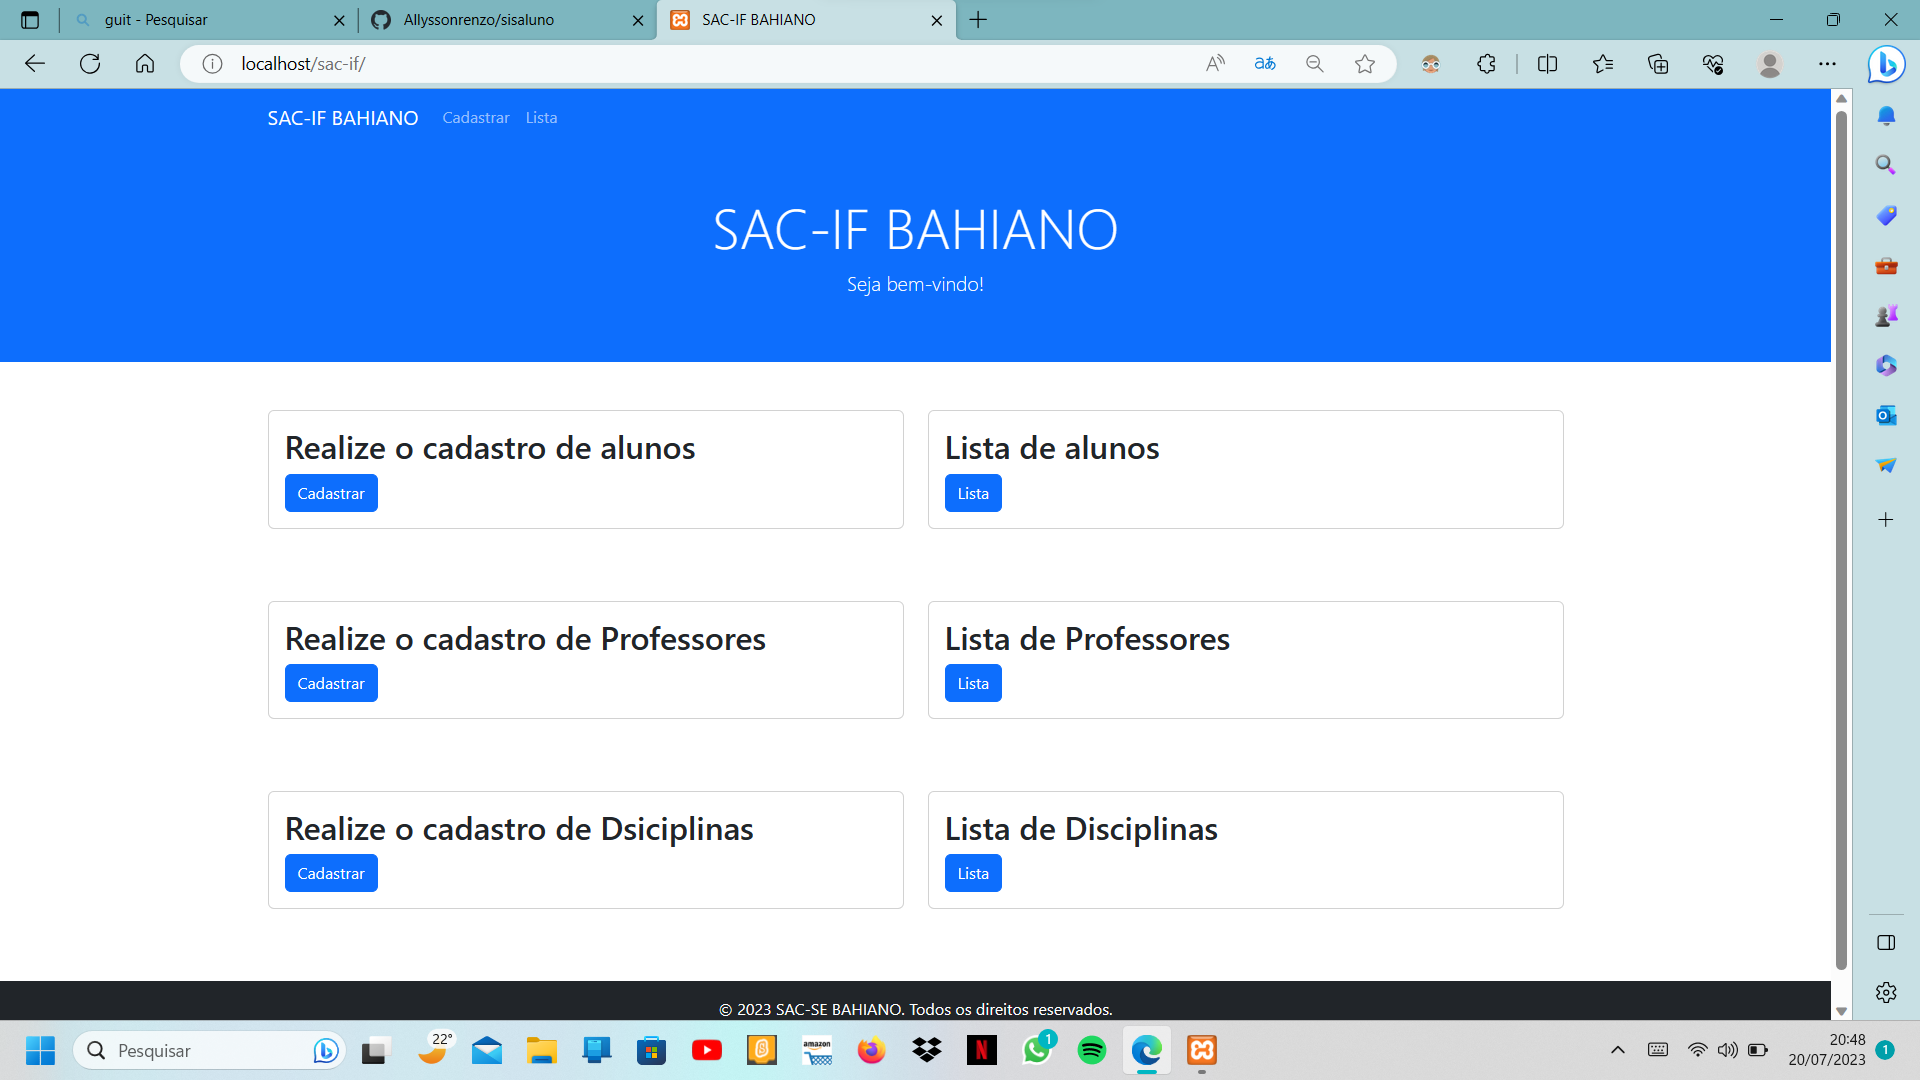 guit - Pesquisar
Allyssonrenzo/sisaluno
SAC-IF BAHIANO
localhost/sac-if/
SAC-IF BAHIANO Cadastrar Lista
SAC-IF BAHIANO
Seja bem-vindo!
Realize o cadastro de alunos
Cadastrar
Lista de alunos
Lista
Realize o cadastro de Professores
Cadastrar
Lista de Professores
Lista
Realize o cadastro de Dsiciplinas
Cadastrar
Lista de Disciplinas
Lista
© 2023 SAC-SE BAHIANO. Todos os direitos reservados.
Pesquisar
22°
amazon
1
20:48
20/07/2023
1